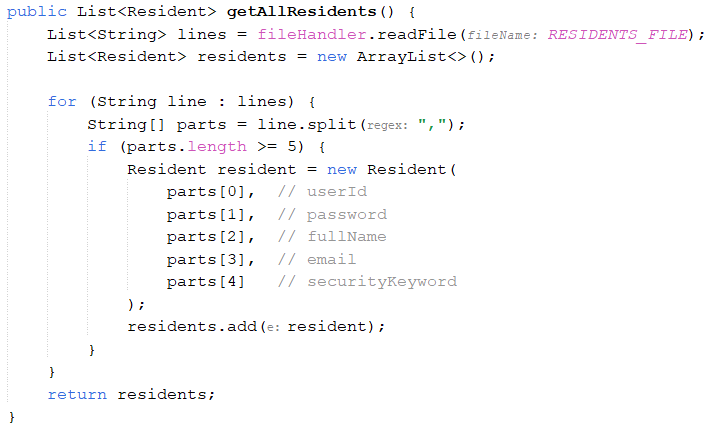 public List<Resident> getAllResidents() {
    List<String> lines = fileHandler.readFile(fileName: RESIDENTS_FILE);
    List<Resident> residents = new ArrayList<>();

    for (String line : lines) {
        String[] parts = line.split(regex: ",");
        if (parts.length >= 5) {
            Resident resident = new Resident(
                parts[0],  // userId
                parts[1],  // password
                parts[2],  // fullName
                parts[3],  // email
                parts[4]   // securityKeyword
            );
            residents.add(e: resident);
        }
    }
    return residents;
}